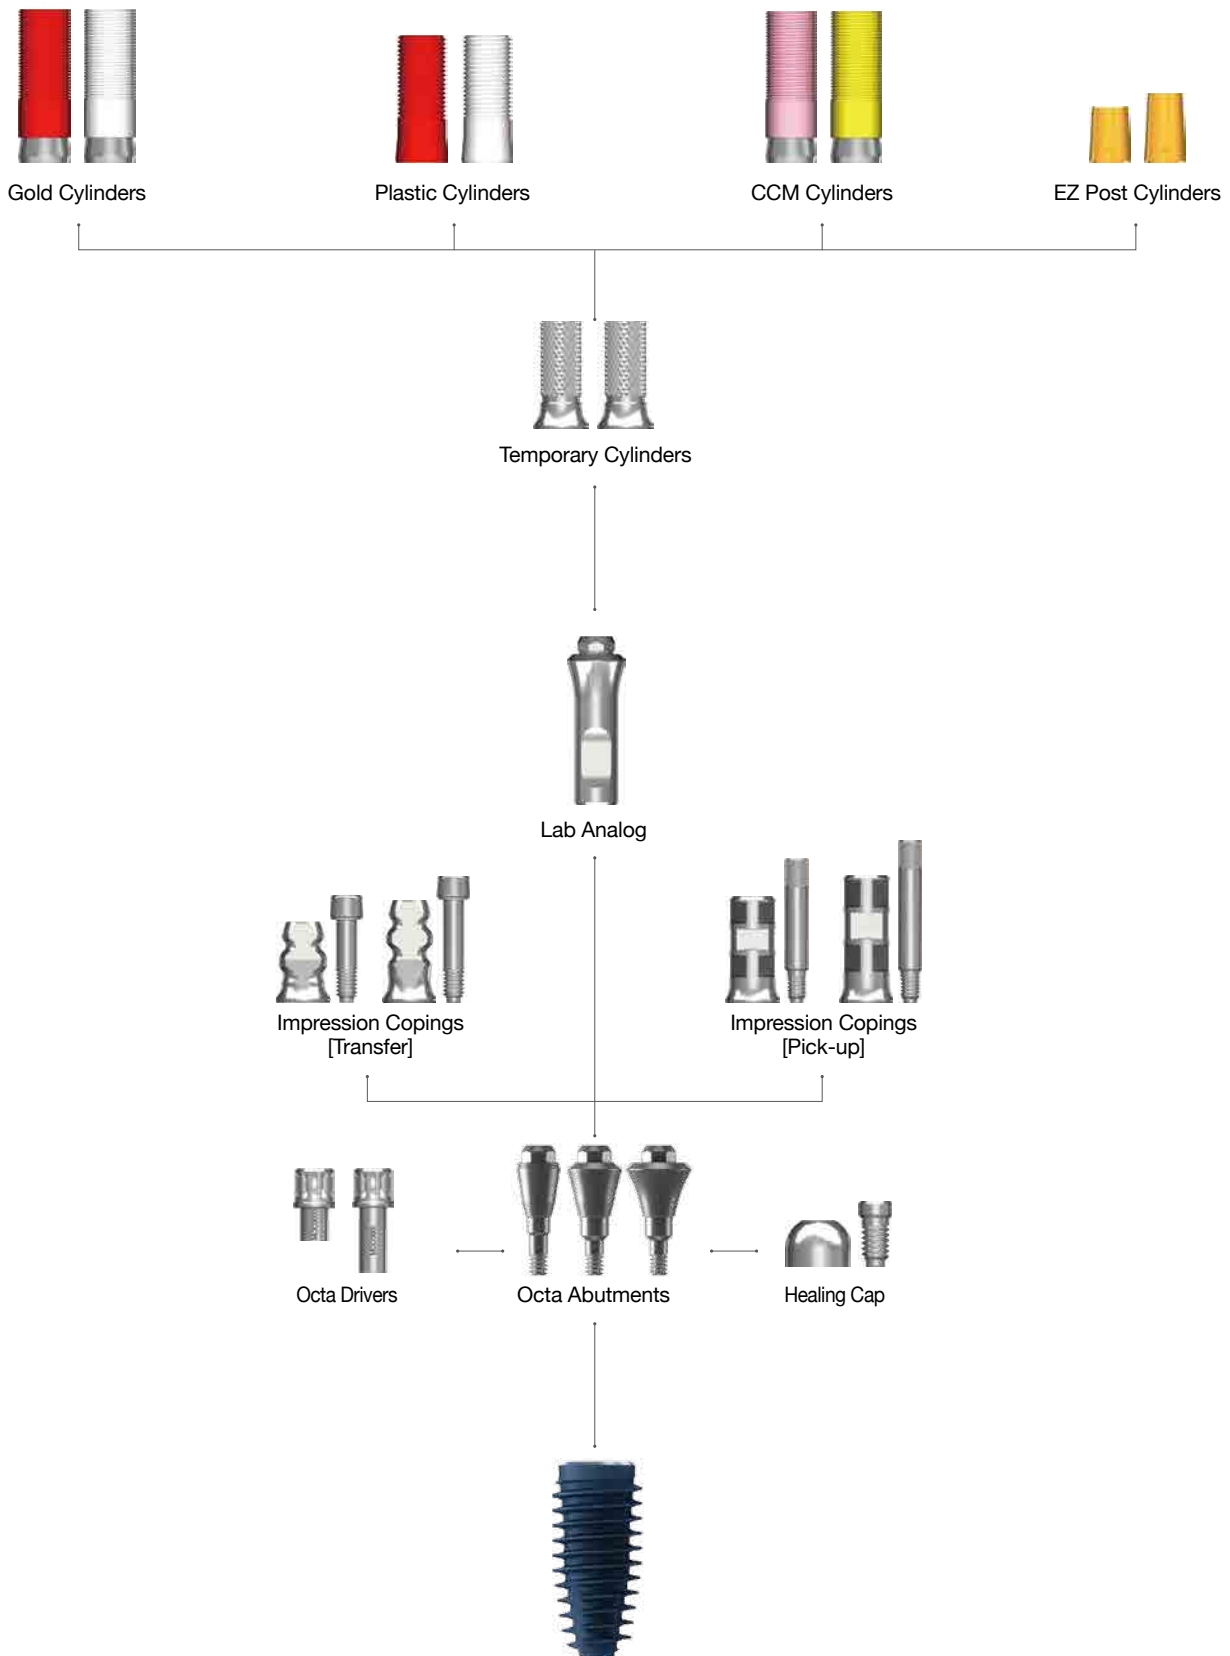 Gold Cylinders
Plastic Cylinders
CCM Cylinders
EZ Post Cylinders
Temporary Cylinders
Lab Analog
Impression Copings
[Transfer]
Impression Copings
[Pick-up]
Octa Drivers
Octa Abutments
Healing Cap